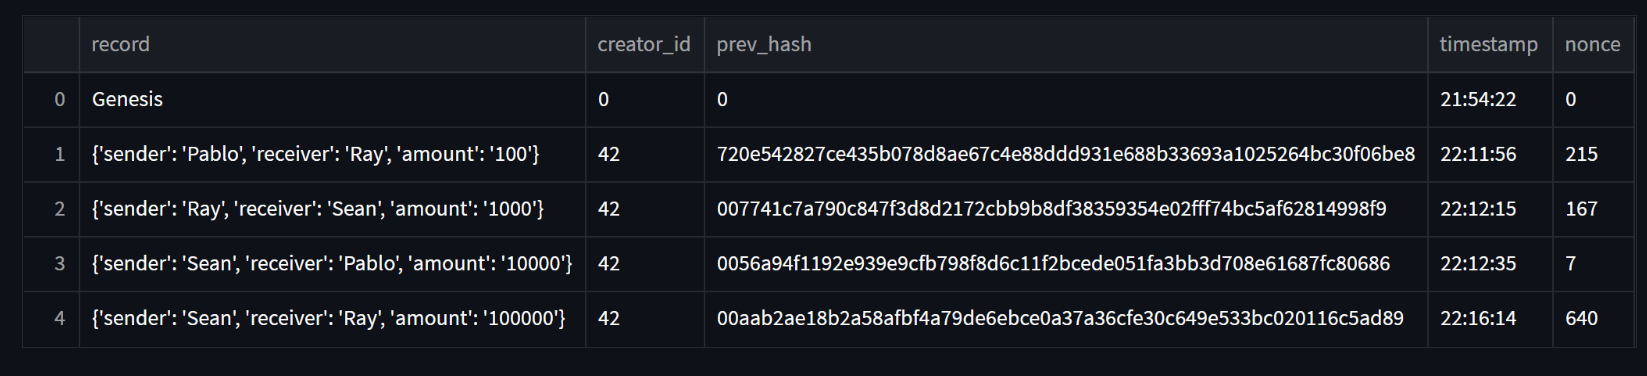 record creator_id prev_hash timestamp nonce
0 Genesis 0 0 21:54:22 0
1 {'sender': 'Pablo', 'receiver': 'Ray', 'amount': '100'} 42 720e542827ce435b078d8ae67c4e88ddd931e688b33693a1025264bc30f06be8 22:11:56 215
2 {'sender': 'Ray', 'receiver': 'Sean', 'amount': '1000'} 42 007741c7a790c847f3d8d2172cbb9b8df38359354e02fff74bc5af62814998f9 22:12:15 167
3 {'sender': 'Sean', 'receiver': 'Pablo', 'amount': '10000'} 42 0056a94f1192e939e9cfb798f8d6c11f2bcede051fa3bb3d708e61687fc80686 22:12:35 7
4 {'sender': 'Sean', 'receiver': 'Ray', 'amount': '100000'} 42 00aab2ae18b2a58afbf4a79de6ebce0a37a36cfe30c649e533bc020116c5ad89 22:16:14 640